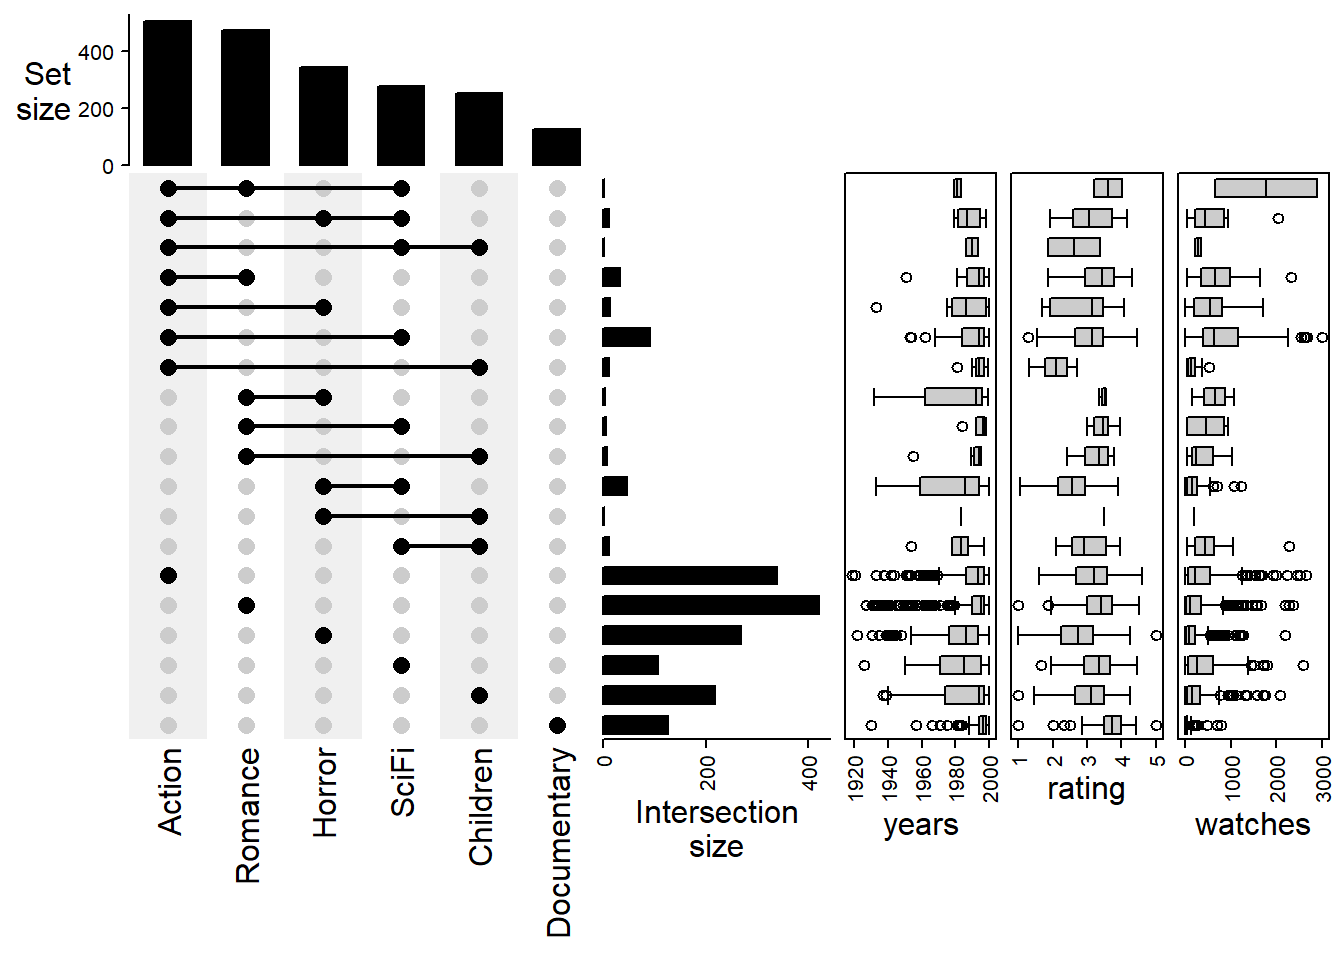 Set
size
400
200
0
Action
Romance
Horror
SciFi
Children
Documentary
0
200
400
Intersection
size
1920
1940
1960
1980
2000
years
1
2
3
4
5
rating
0
1000
2000
3000
watches